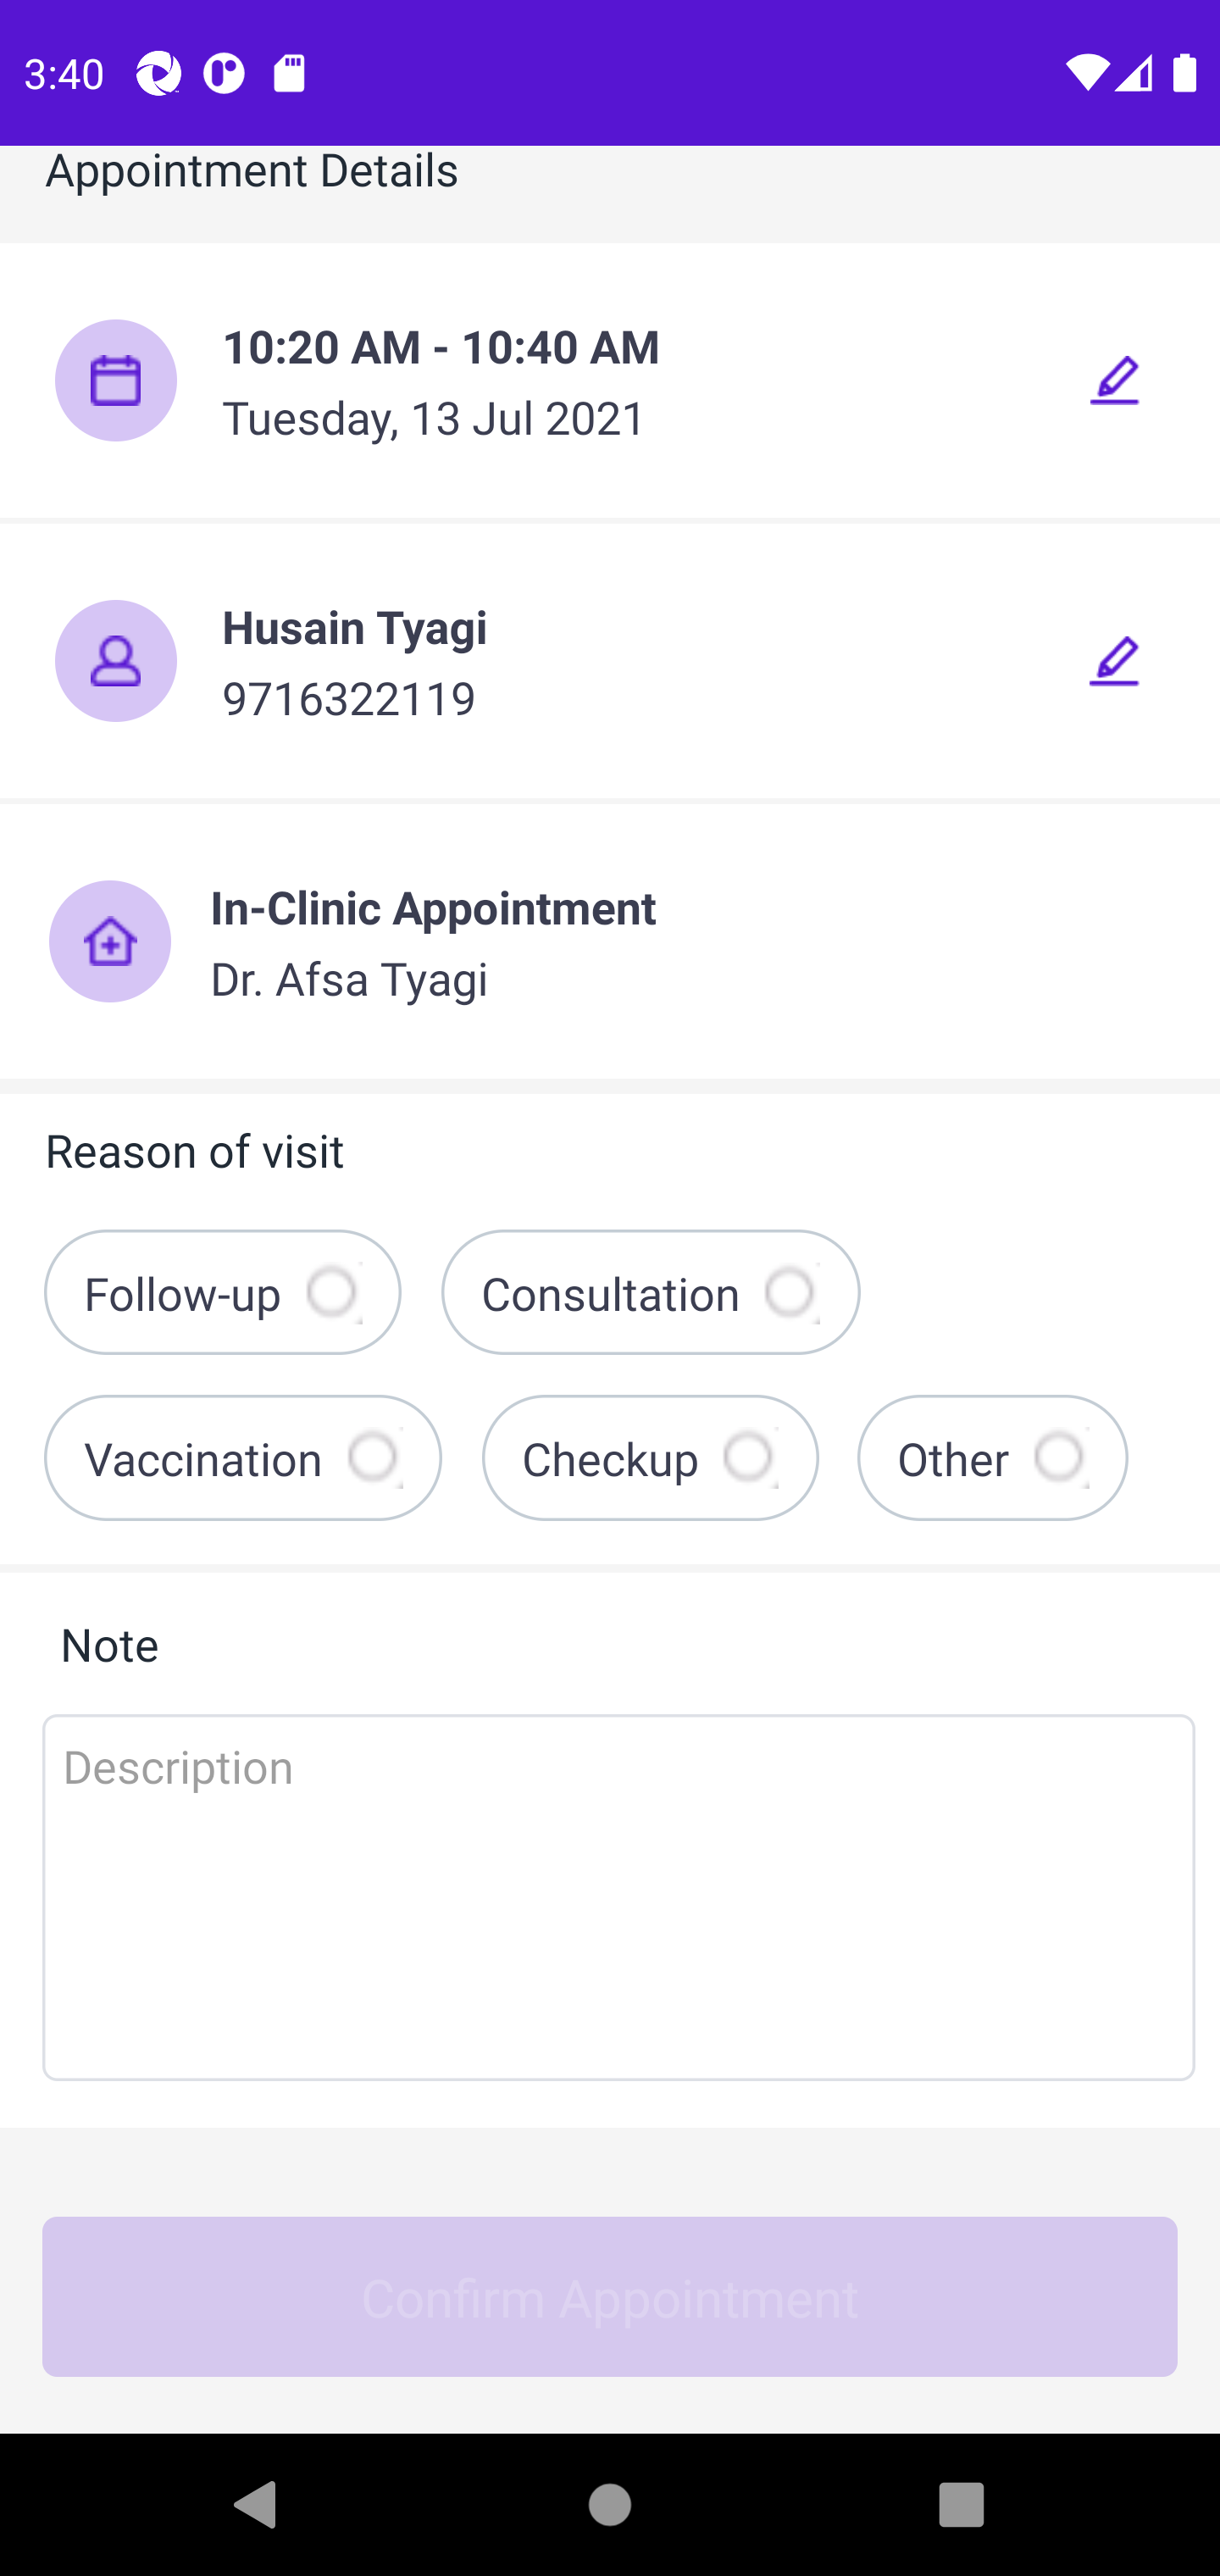 3:40
Appointment Details
10:20 AM - 10:40 AM
Tuesday, 13 Jul 2021
Husain Tyagi
9716322119
In-Clinic Appointment
Dr. Afsa Tyagi
Reason of visit
Follow-up Consultation
Vaccination Checkup Other
Note
Description
Confirm Appointment